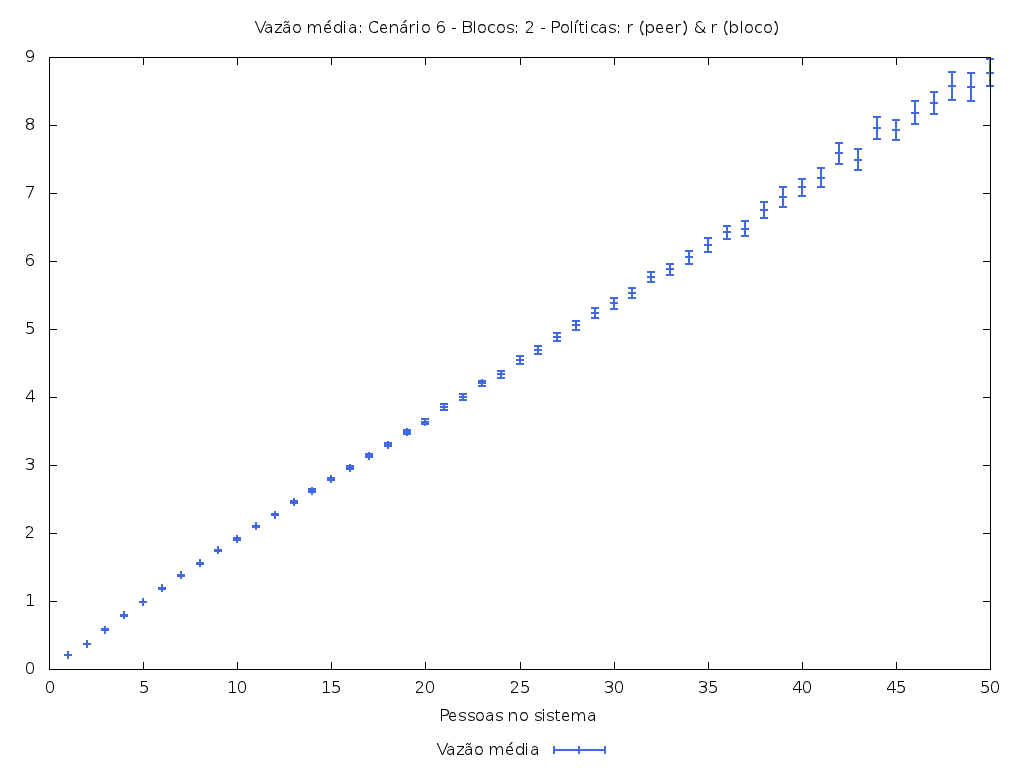 Vazão média: Cenário 6 - Blocos: 2 - Políticas: r (peer) & r (bloco)
9
8
7
6
5
4
3
2
1
0
0 5 10 15 20 25 30 35 40 45 50
Pessoas no sistema
Vazão média